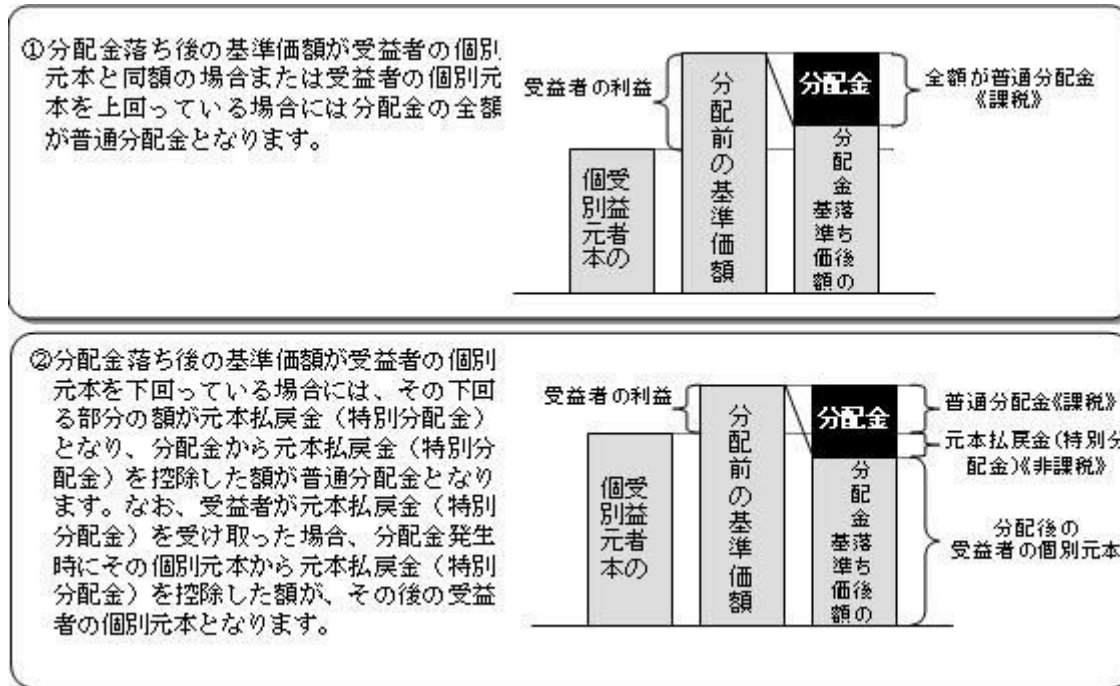 ①分配金落ち後の基準価額が受益者の個別
元本と同額の場合または受益者の個別元
本を上回っている場合には分配金の全額
が普通分配金となります。
受益者の利益
受益者の
個別元本
分配前の基準価額
分配金
分配金落ち後の
基準価額
全額が普通分配金
《課税》
②分配金落ち後の基準価額が受益者の個別
元本を下回っている場合には、その下回
る部分の額が元本払戻金（特別分配金）
となり、分配金から元本払戻金（特別分
配金）を控除した額が普通分配金となり
ます。なお、受益者が元本払戻金（特別
分配金）を受け取った場合、分配金発生
時にその個別元本から元本払戻金（特別
分配金）を控除した額が、その後の受益
者の個別元本となります。
受益者の利益
受益者の
個別元本
分配前の基準価額
分配金
分配金落ち後の
基準価額
普通分配金《課税》
元本払戻金(特別分
配金)《非課税》
分配後の
受益者の個別元本